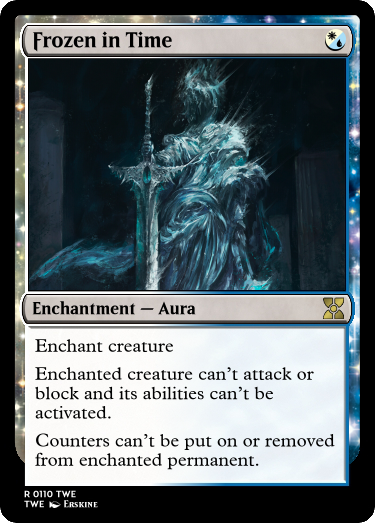 Frozen in Time
Enchantment — Aura
Enchant creature
Enchanted creature can't attack or
block and its abilities can't be
activated.
Counters can't be put on or removed
from enchanted permanent.
R 0110 TWE
TWE Erskine